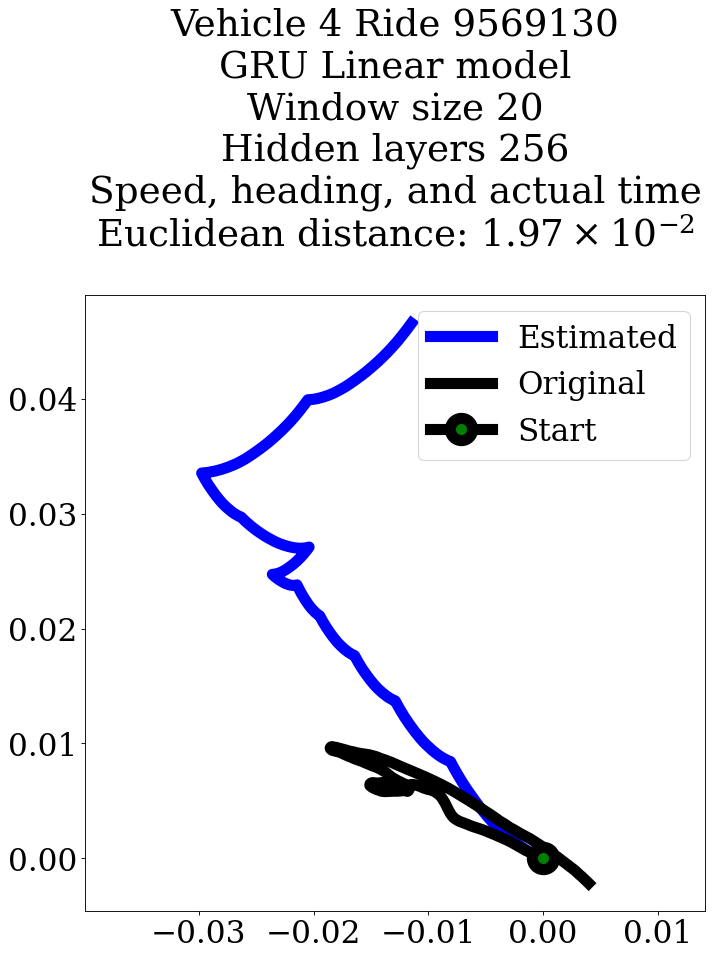 Vehicle 4 Ride 9569130
GRU Linear model
Window size 20
Hidden layers 256
Speed, heading, and actual time
Euclidean distance: 1.97 × 10⁻²
Estimated
Original
Start
0.04
0.03
0.02
0.01
0.00
−0.03 −0.02 −0.01 0.00 0.01